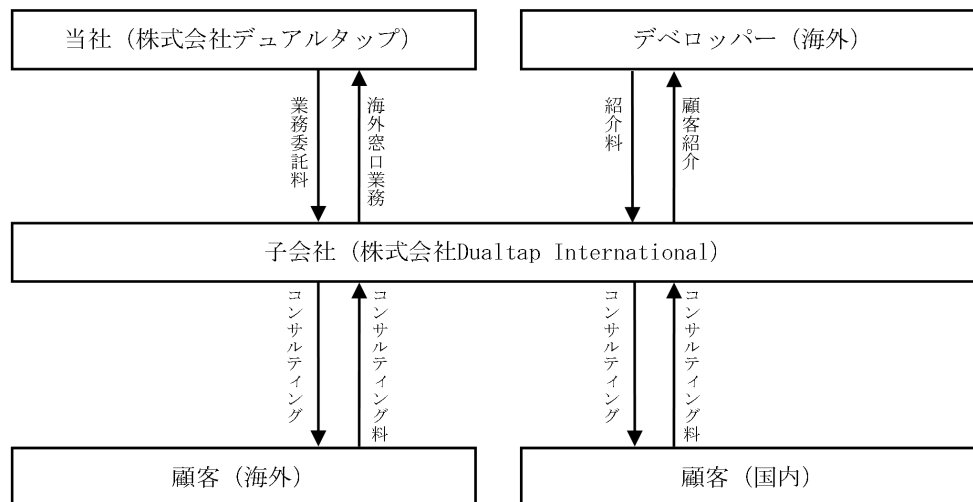 当社（株式会社デュアルタップ）
デベロッパー（海外）
業務委託料
海外窓口業務
紹介料
顧客紹介
子会社（株式会社Dualtap International）
コンサルティング
コンサルティング料
コンサルティング
コンサルティング料
顧客（海外）
顧客（国内）